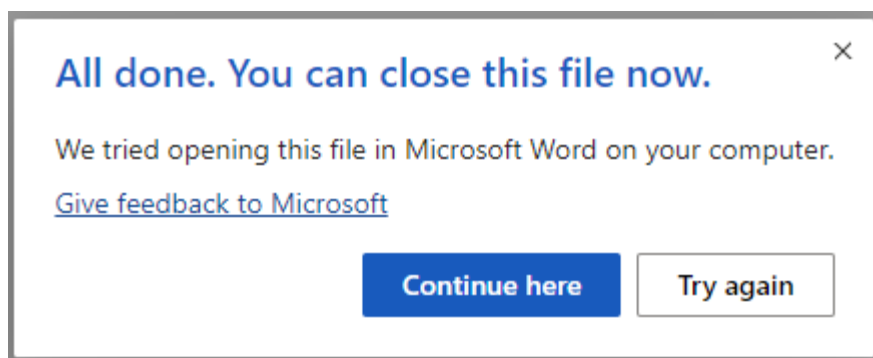 All done. You can close this file now.
We tried opening this file in Microsoft Word on your computer.
Give feedback to Microsoft
Continue here
Try again